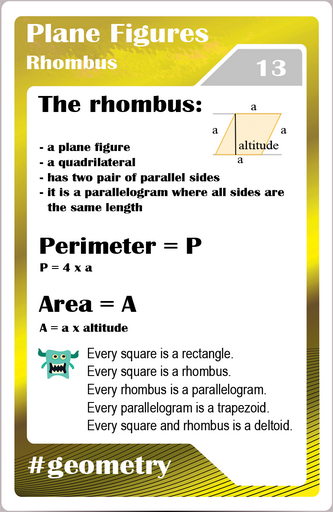 Plane Figures
Rhombus
13
The rhombus:
a
a
a
altitude
a
- a plane figure
- a quadrilateral
- has two pair of parallel sides
- it is a parallelogram where all sides are
the same length
Perimeter = P
P = 4 x a
Area = A
A = a x altitude
Every square is a rectangle.
Every square is a rhombus.
Every rhombus is a parallelogram.
Every parallelogram is a trapezoid.
Every square and rhombus is a deltoid.
#geometry